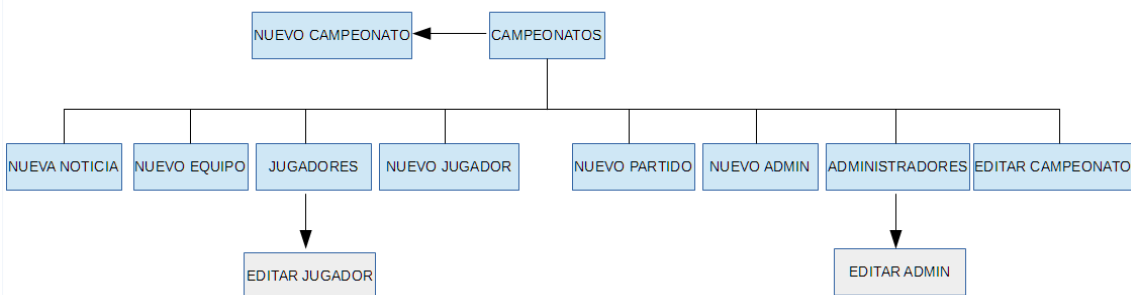 NUEVO CAMPEONATO
CAMPEONATOS
NUEVA NOTICIA
NUEVO EQUIPO
JUGADORES
NUEVO JUGADOR
NUEVO PARTIDO
NUEVO ADMIN
ADMINISTRADORES
EDITAR CAMPEONATO
EDITAR JUGADOR
EDITAR ADMIN